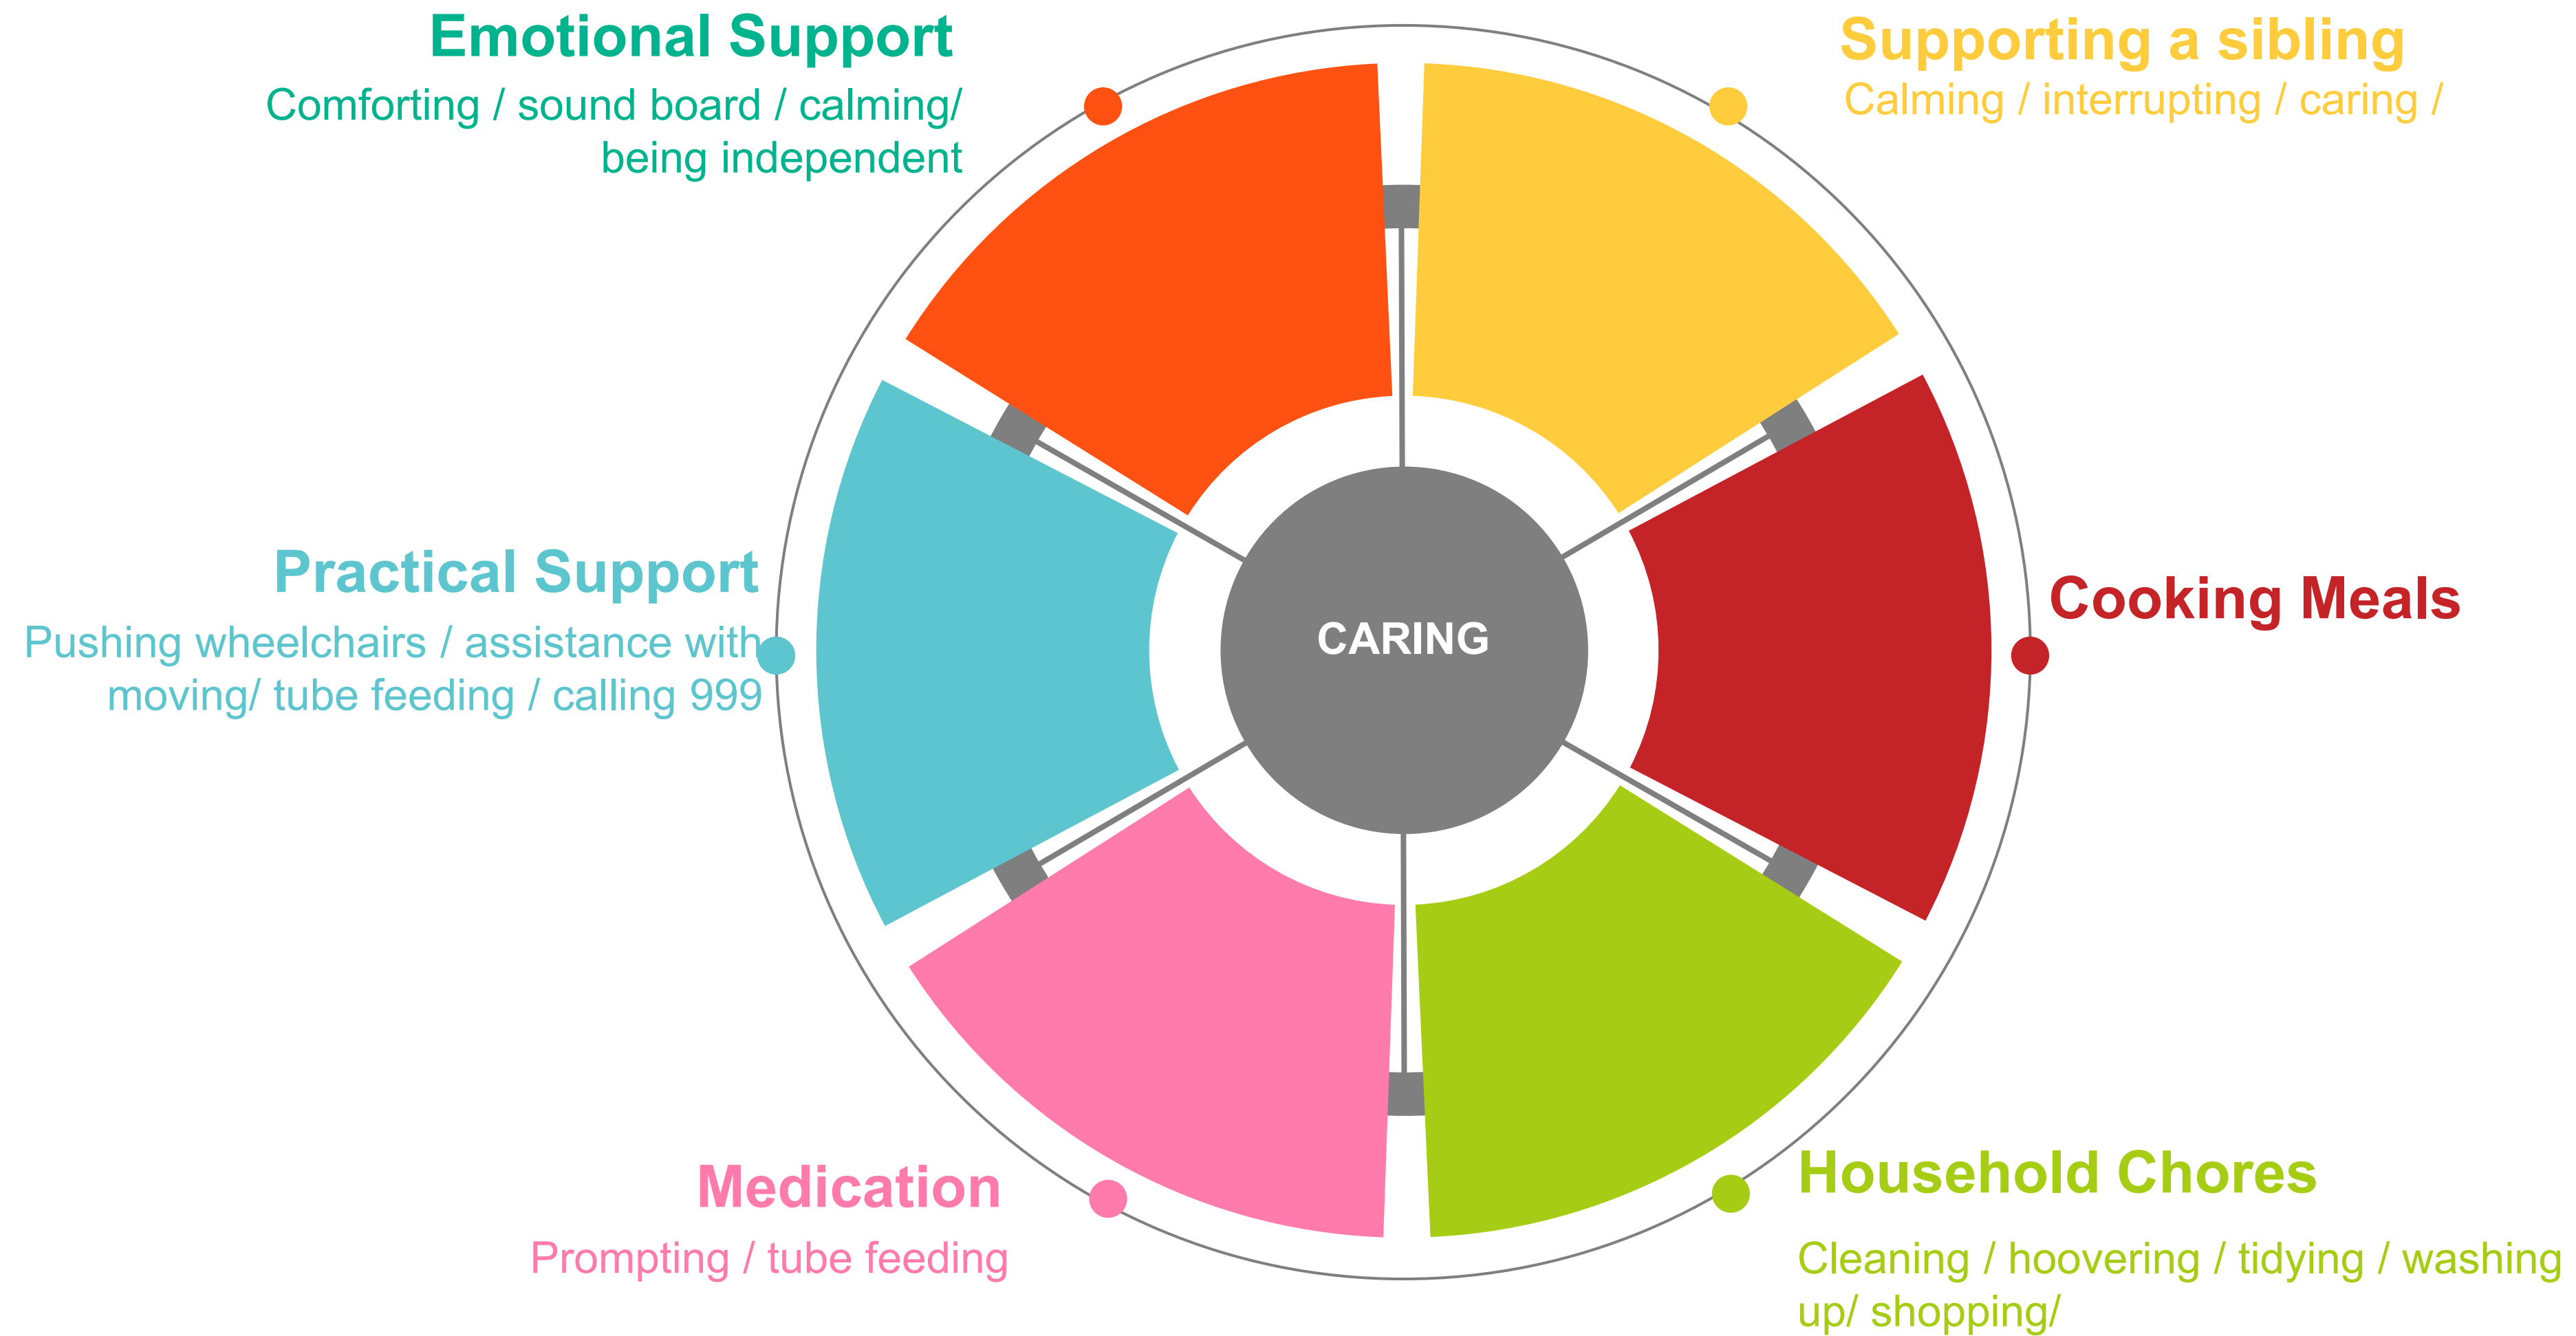 Emotional Support
Comforting / sound board / calming/
being independent
Supporting a sibling
Calming / interrupting / caring /
Practical Support
Pushing wheelchairs / assistance with
moving/ tube feeding / calling 999
CARING
Cooking Meals
Medication
Prompting / tube feeding
Household Chores
Cleaning / hoovering / tidying / washing
up/ shopping/